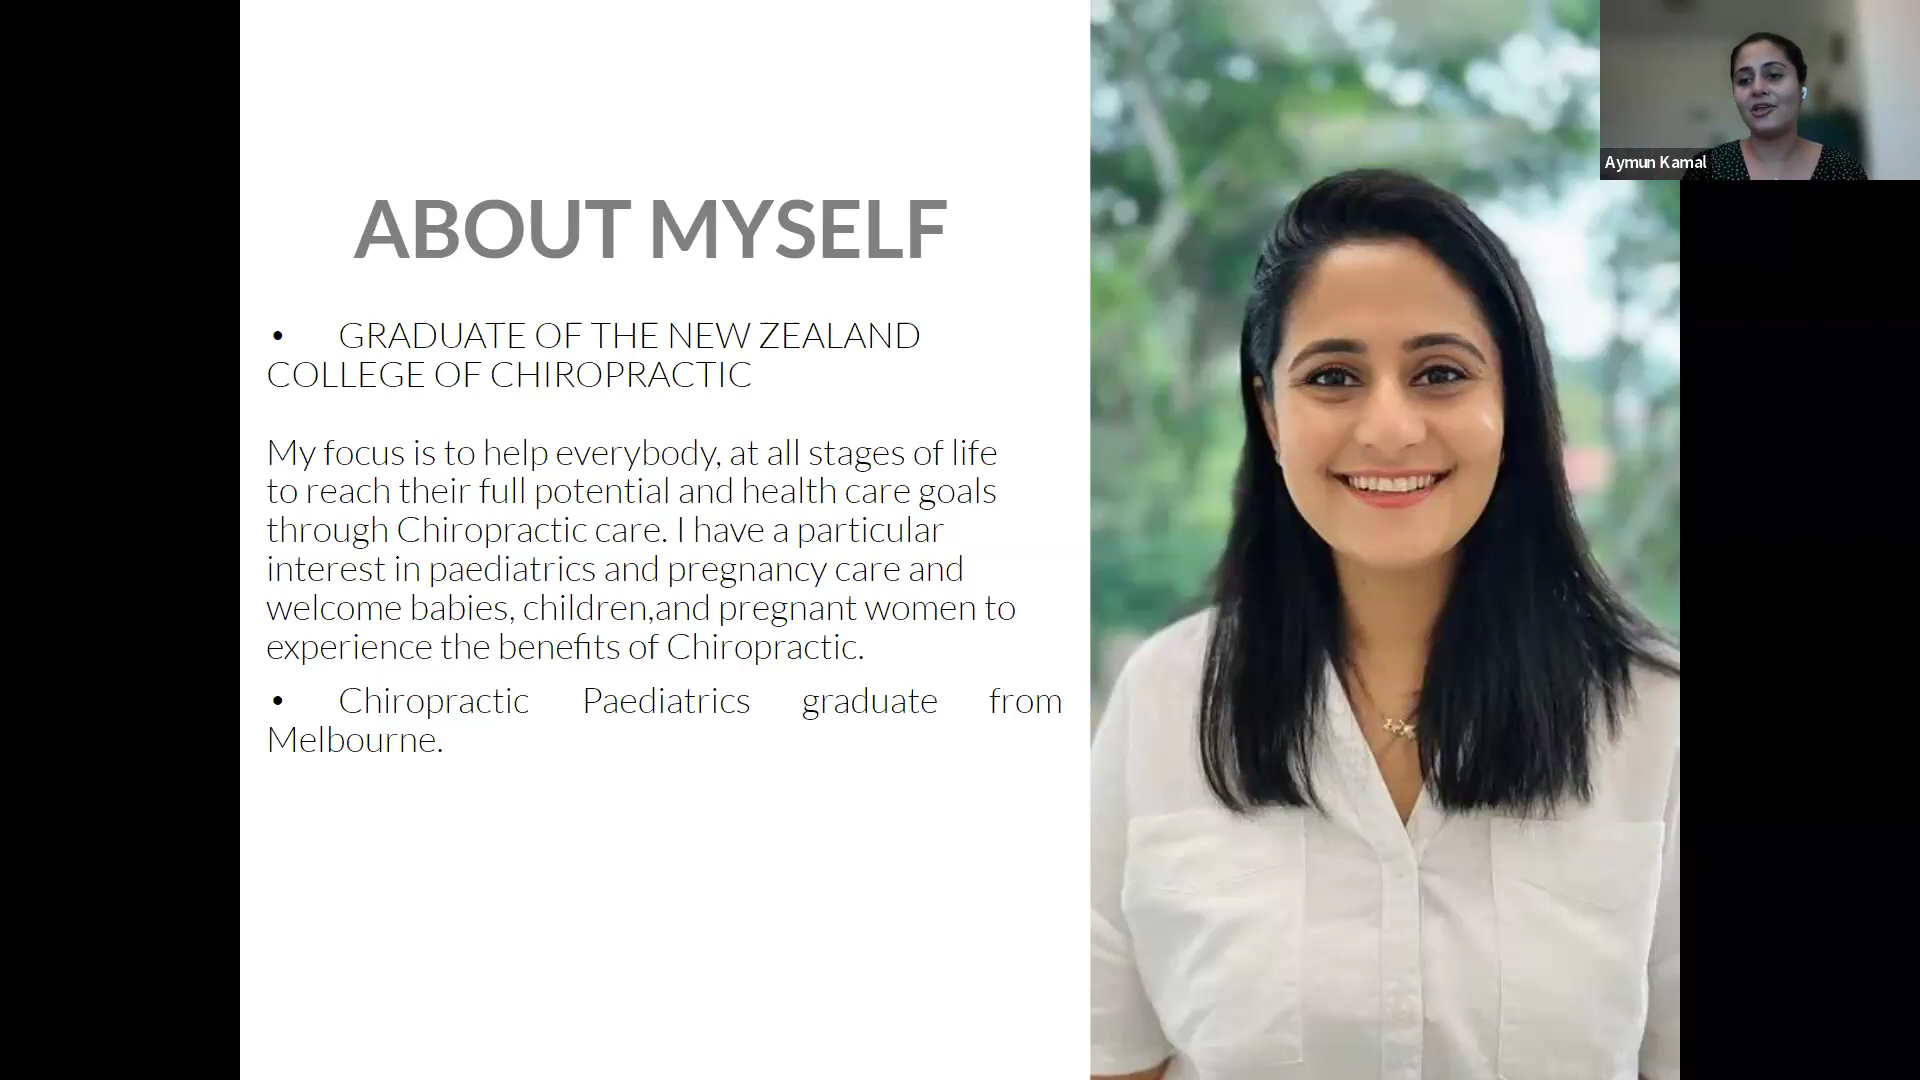 ABOUT MYSELF
• GRADUATE OF THE NEW ZEALAND
COLLEGE OF CHIROPRACTIC
My focus is to help everybody, at all stages of life
to reach their full potential and health care goals
through Chiropractic care. I have a particular
interest in paediatrics and pregnancy care and
welcome babies, children,and pregnant women to
experience the benefits of Chiropractic.
• Chiropractic Paediatrics graduate from
Melbourne.
Aymun Kamal